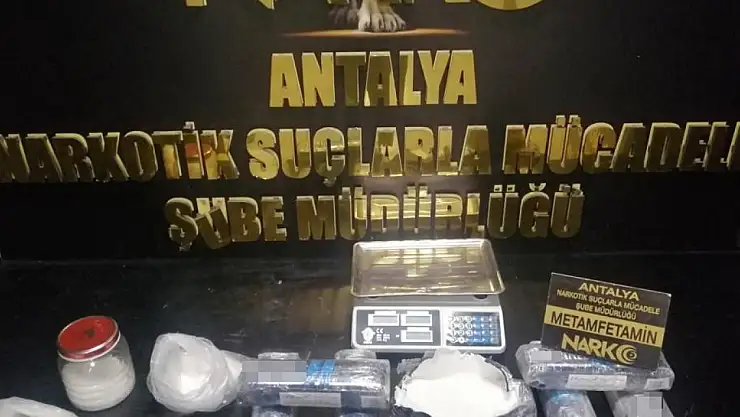 ANTALYA
NARKOTİK SUÇLARLA MÜCADELE
ŞUBE MÜDÜRLÜĞÜ
ANTALYA
NARKOTİK SUÇLARLA MÜCADELE
ŞUBE MÜDÜRLÜĞÜ
METAMFETAMİN
NARKO